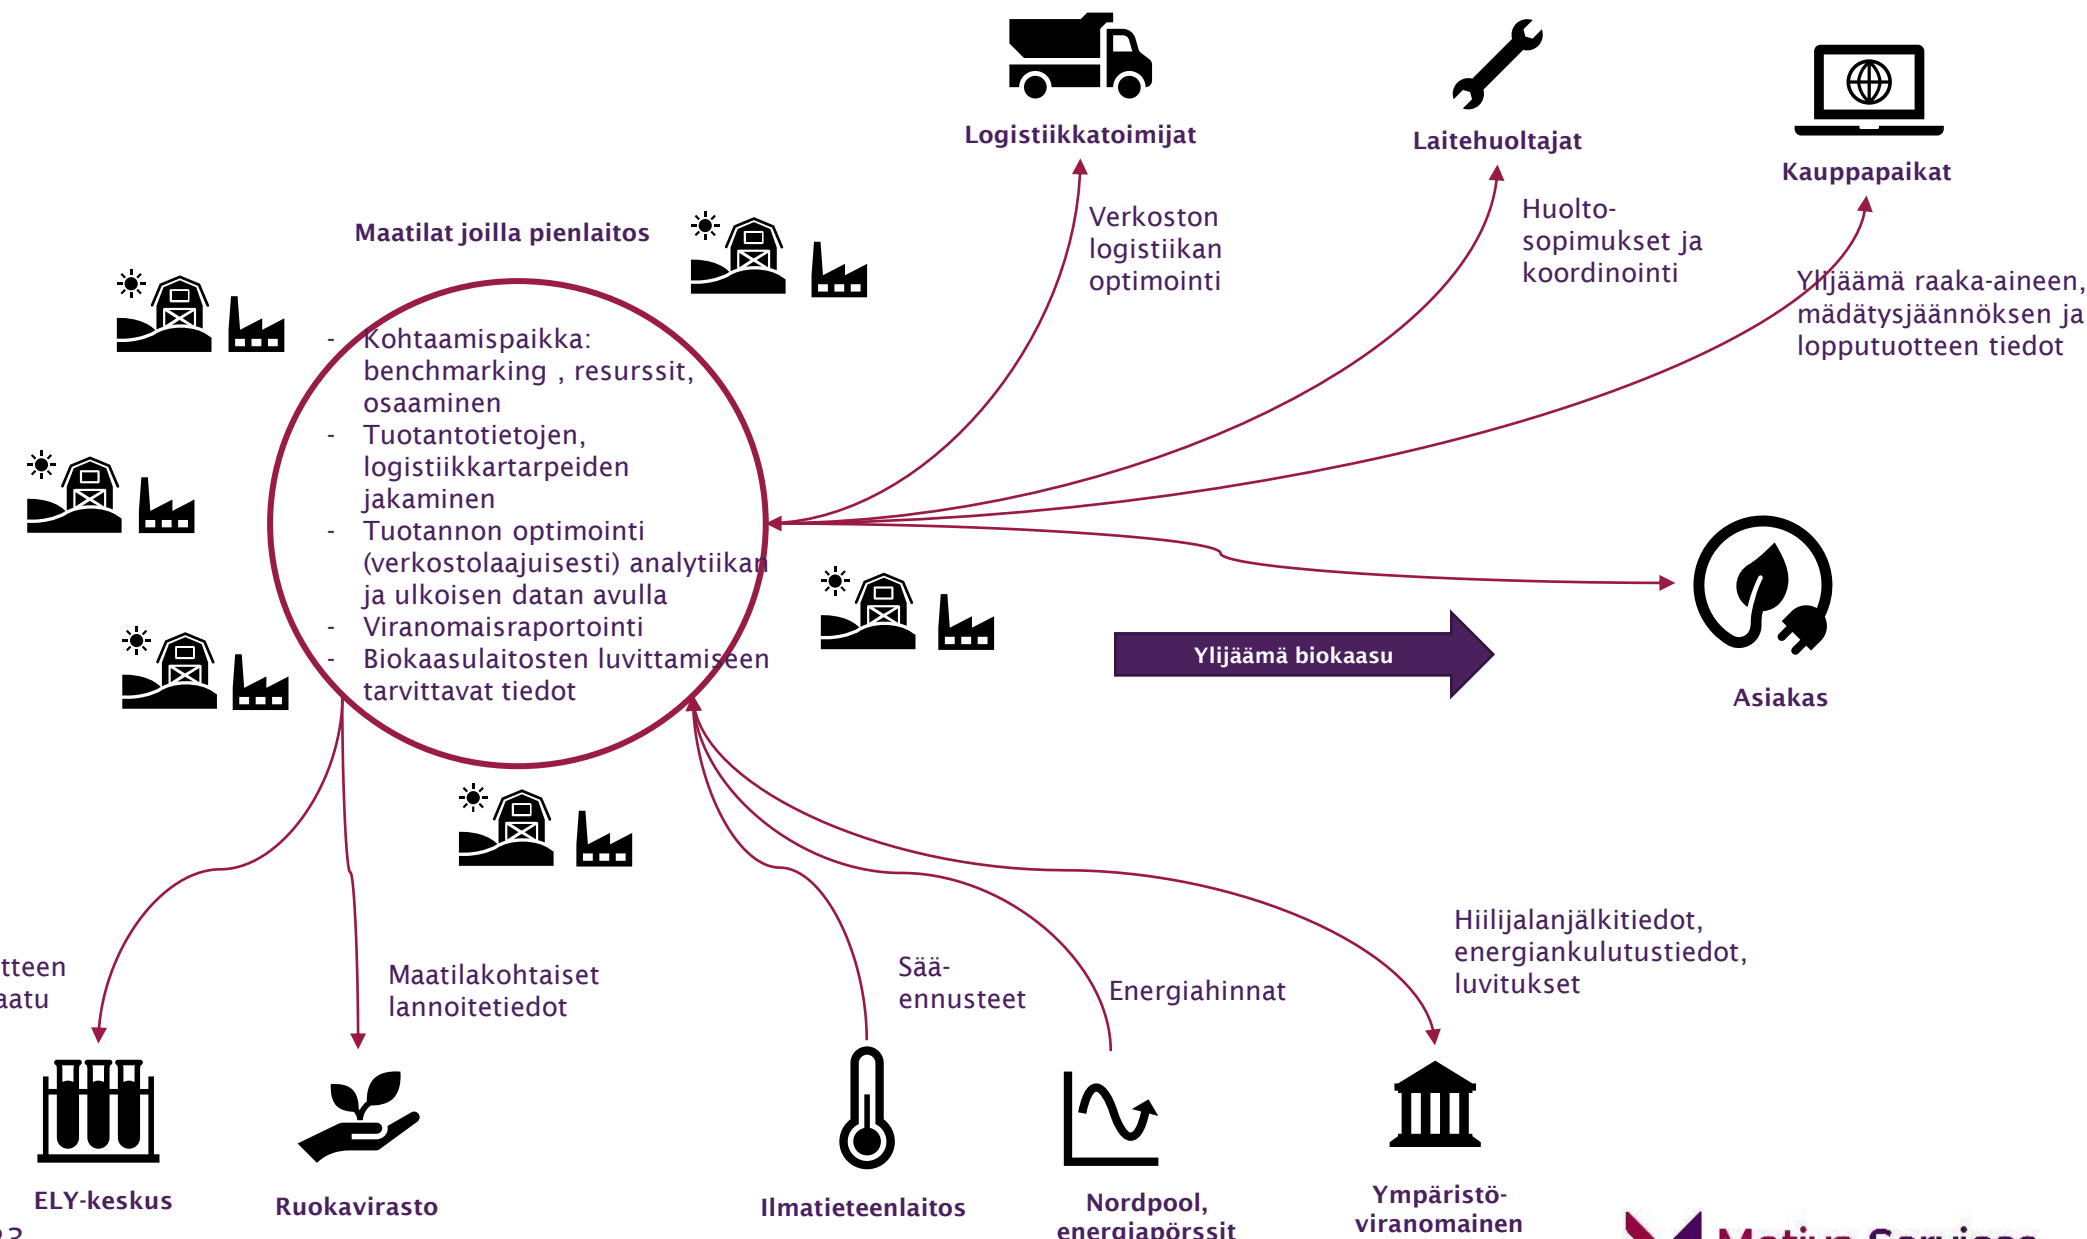 Logistiikkatoimijat
Laitehuoltajat
Kauppapaikat
Verkoston
logistiikan
optimointi
Huolto-
sopimukset ja
koordinointi
Ylijäämä raaka-aineen,
mädätysjäännöksen ja
lopputuotteen tiedot
Maatilat joilla pienlaitos
- Kohtaamispaikka:
benchmarking , resurssit,
osaaminen
- Tuotantotietojen,
logistiikkartarpeiden
jakaminen
- Tuotannon optimointi
(verkostolaajuisesti) analytiikan
ja ulkoisen datan avulla
- Viranomaisraportointi
- Biokaasulaitosten luvittamiseen
tarvittavat tiedot
Ylijäämä biokaasu
Asiakas
Maatilakohtaiset
lannoitetiedot
Sää-
ennusteet
Energiahinnat
Hiilijalanjälkitiedot,
energiankulutustiedot,
luvitukset
ELY-keskus
Ruokavirasto
Ilmatieteenlaitos
Nordpool,
energiapörssit
Ympäristö-
viranomainen
Motiva Services